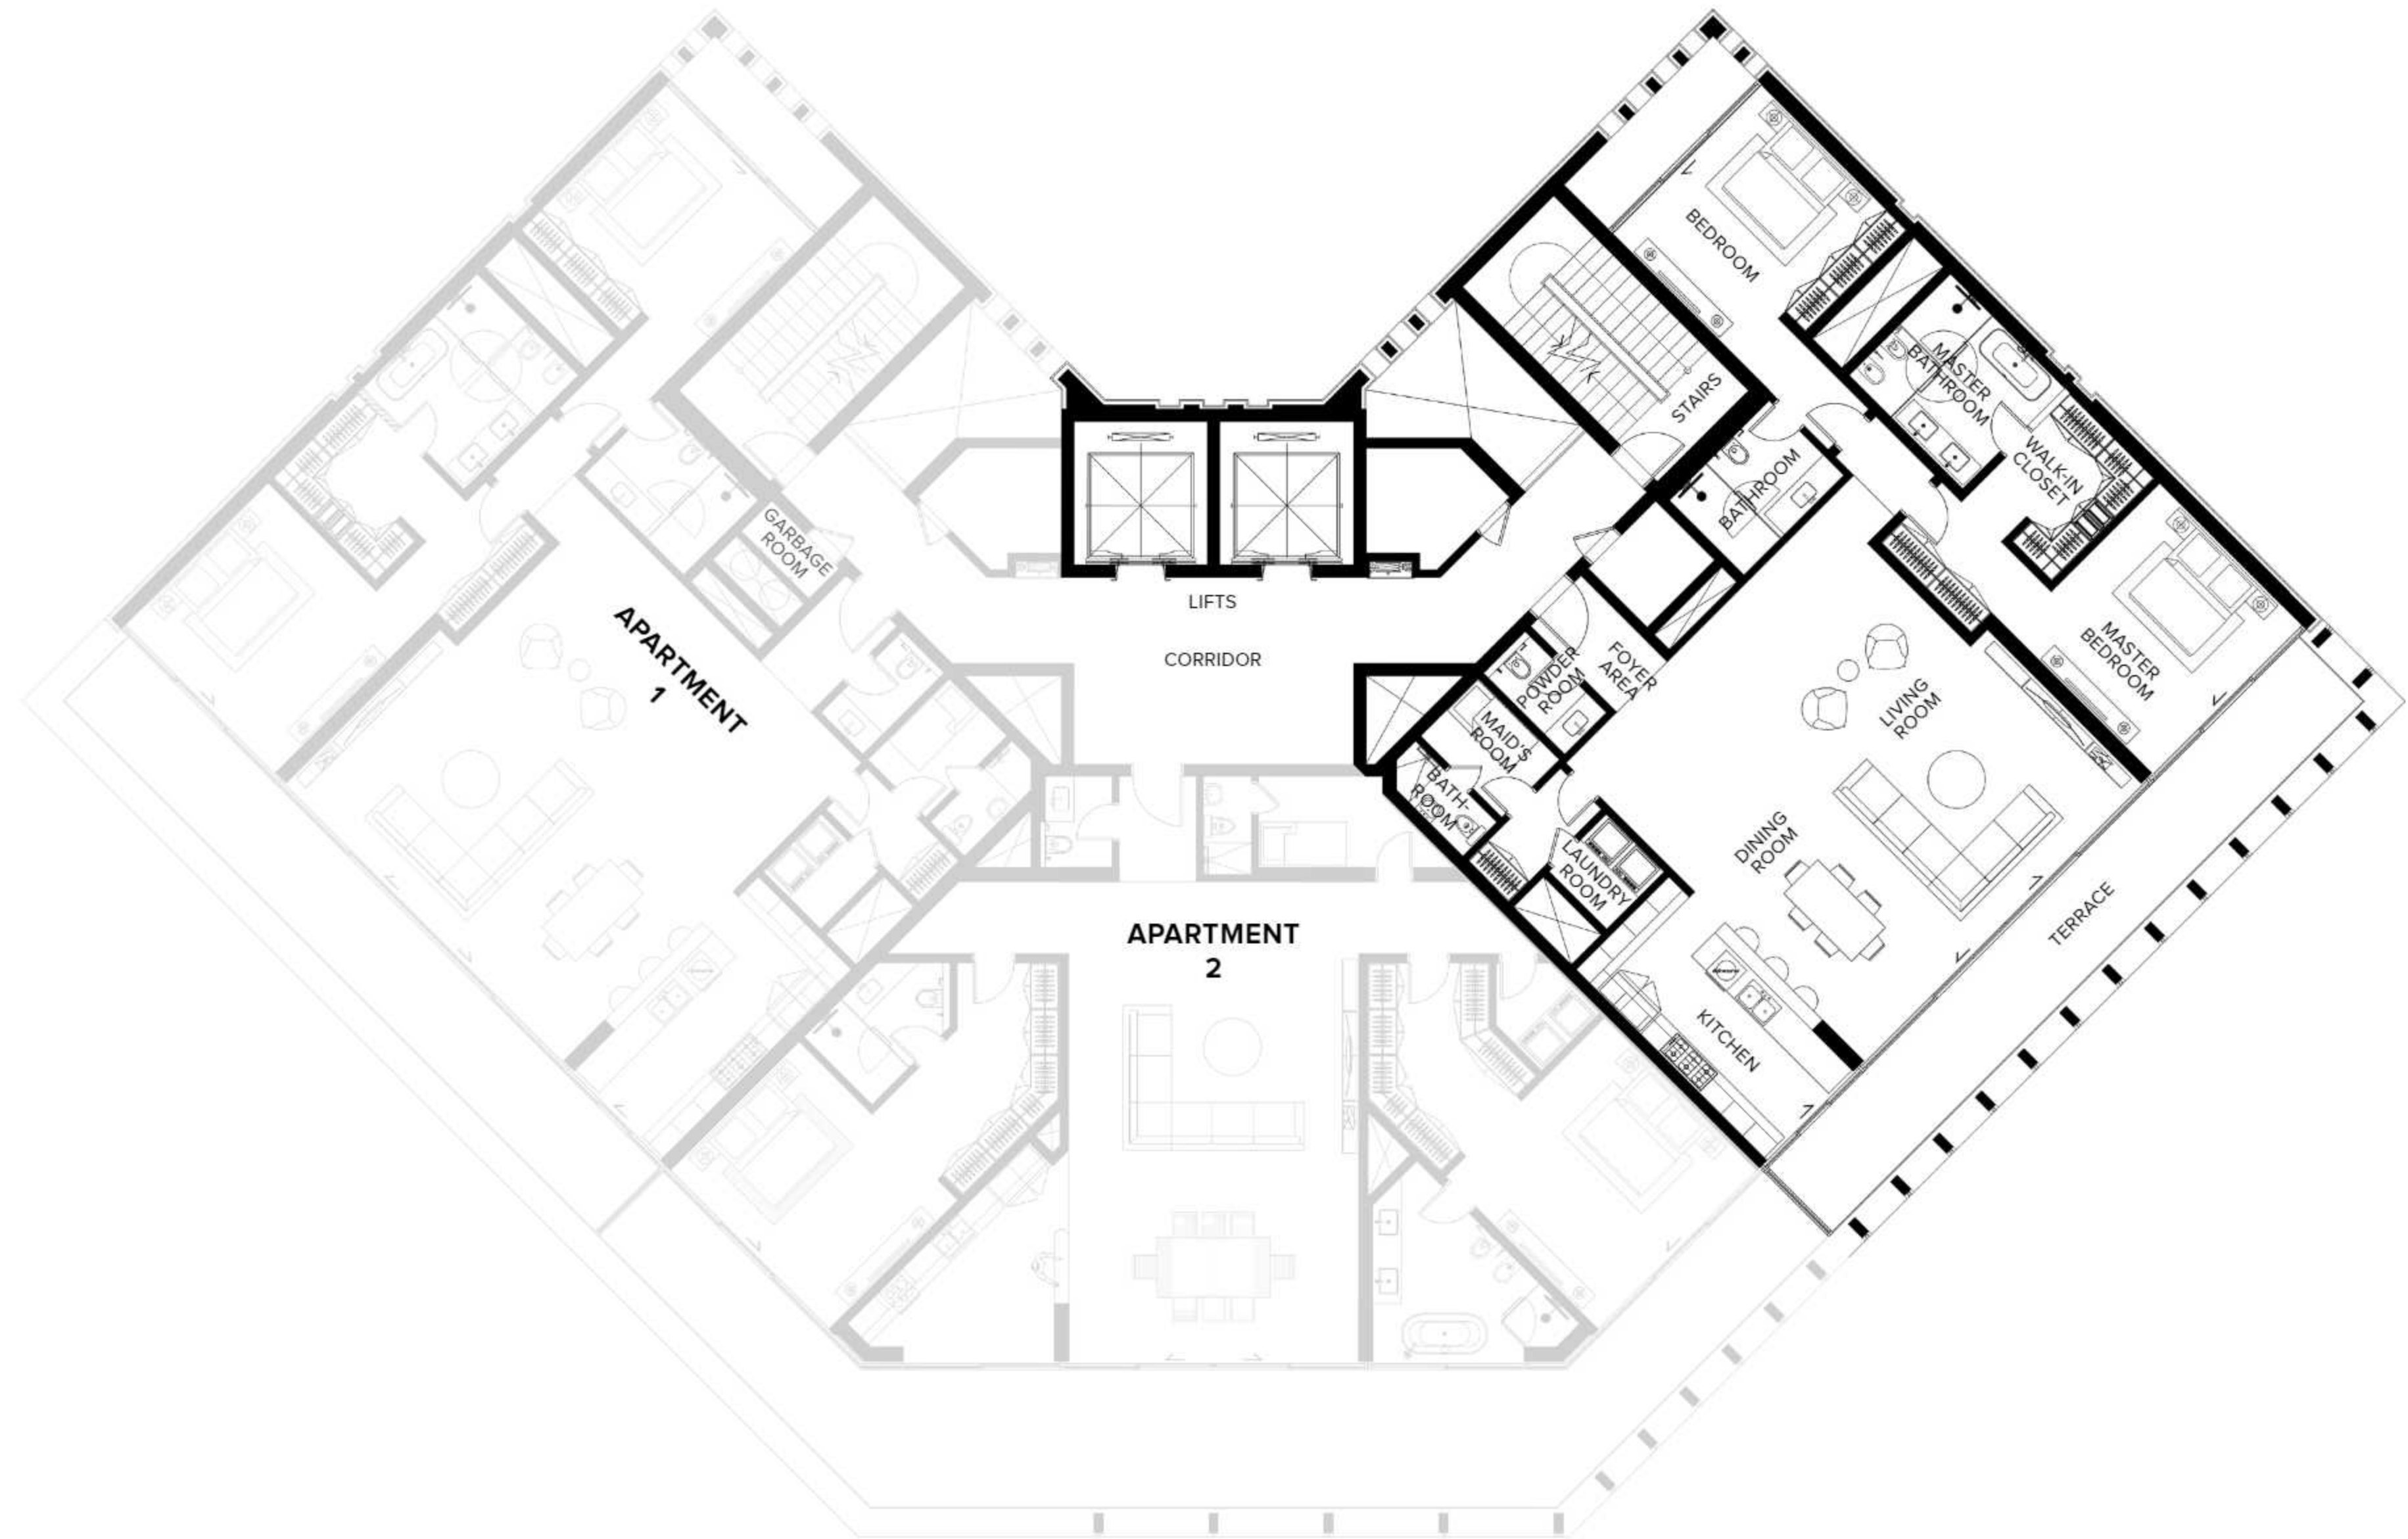 BEDROOM
MASTER
BATHROOM
STAIRS
WALK-IN
CLOSET
BATHROOM
GARBAGE
ROOM
LIFTS
CORRIDOR
APARTMENT
1
POWDER
ROOM
FOYER
AREA
MASTER
BEDROOM
LIVING
ROOM
MAID'S
ROOM
BATH-
ROOM
DINING
ROOM
LAUNDRY
ROOM
TERRACE
APARTMENT
2
KITCHEN